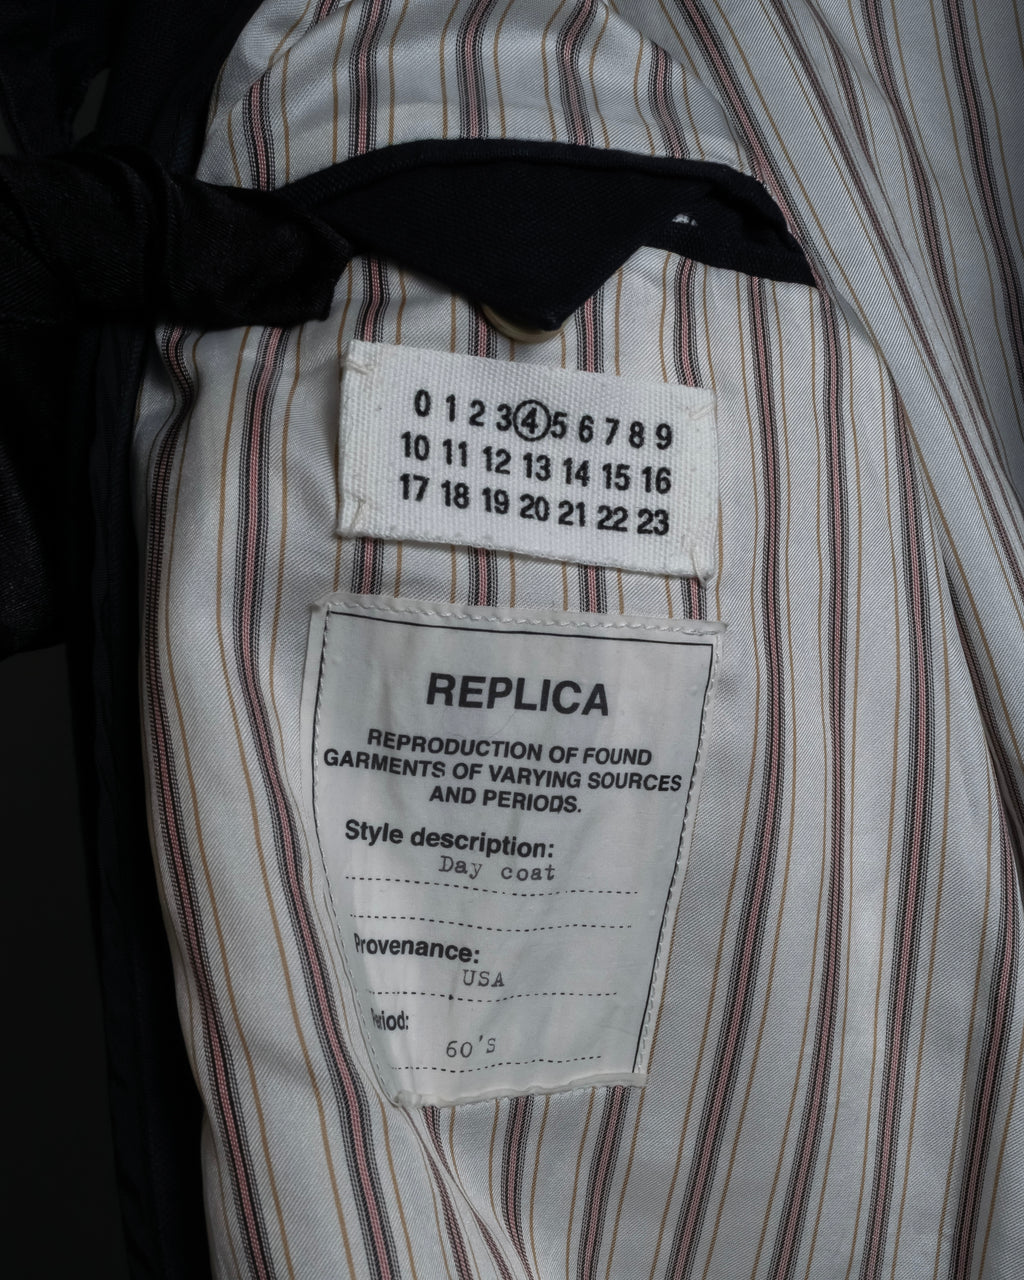 0 1 2 3 4 5 6 7 8 9
10 11 12 13 14 15 16
17 18 19 20 21 22 23
REPLICA
REPRODUCTION OF FOUND
GARMENTS OF VARYING SOURCES
AND PERIODS.
Style description:
Day coat
Provenance:
USA
Period:
60'S